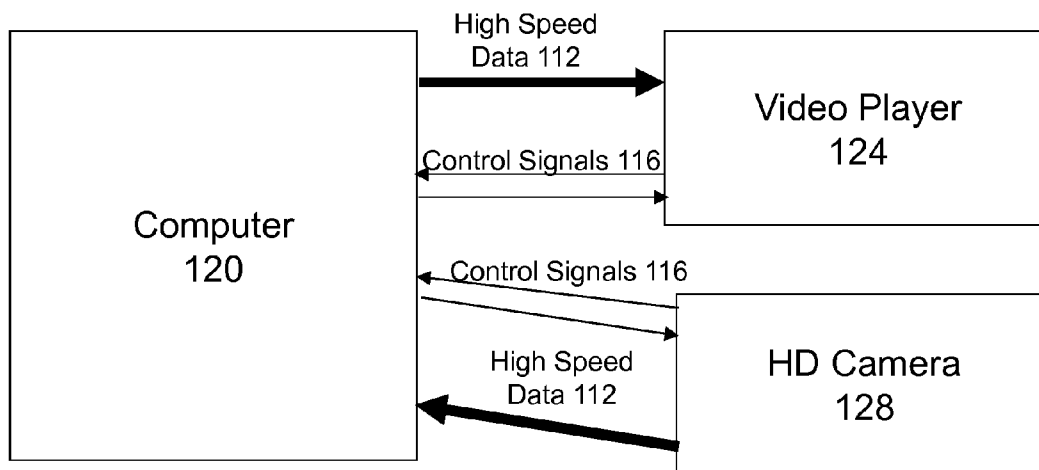 High Speed
Data 112
Video Player
124
Control Signals 116
Computer
120
Control Signals 116
High Speed
Data 112
HD Camera
128